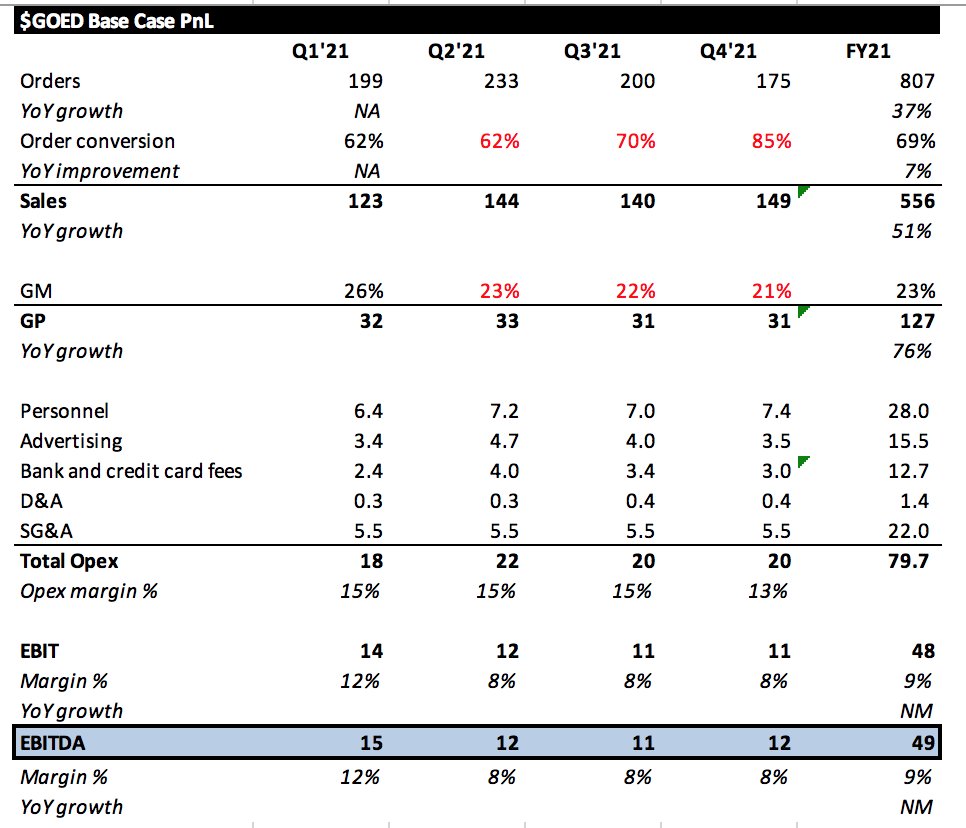 $GOED Base Case PnL
Q1'21 Q2'21 Q3'21 Q4'21 FY21
Orders 199 233 200 175 807
YoY growth NA 37%
Order conversion 62% 62% 70% 85% 69%
YoY improvement NA 7%
Sales 123 144 140 149 556
YoY growth 51%
GM 26% 23% 22% 21% 23%
GP 32 33 31 31 127
YoY growth 76%
Personnel 6.4 7.2 7.0 7.4 28.0
Advertising 3.4 4.7 4.0 3.5 15.5
Bank and credit card fees 2.4 4.0 3.4 3.0 12.7
D&A 0.3 0.3 0.4 0.4 1.4
SG&A 5.5 5.5 5.5 5.5 22.0
Total Opex 18 22 20 20 79.7
Opex margin % 15% 15% 15% 13%
EBIT 14 12 11 11 48
Margin % 12% 8% 8% 8% 9%
YoY growth NM
EBITDA 15 12 11 12 49
Margin % 12% 8% 8% 8% 9%
YoY growth NM